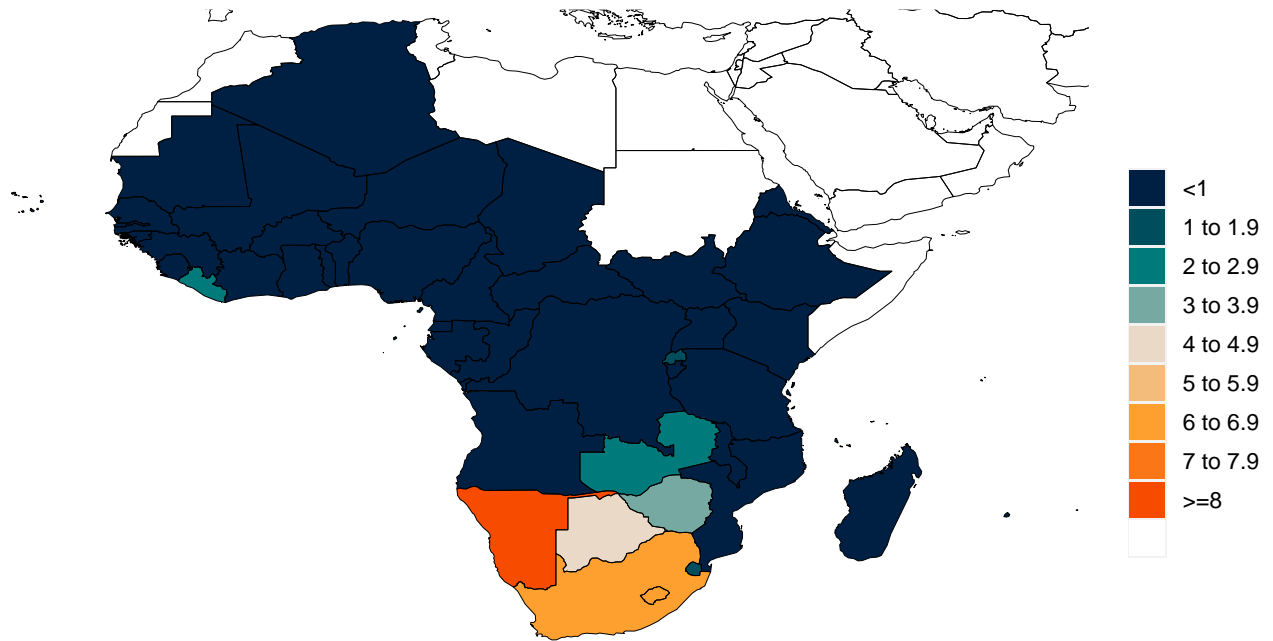 <1
1 to 1.9
2 to 2.9
3 to 3.9
4 to 4.9
5 to 5.9
6 to 6.9
7 to 7.9
>=8